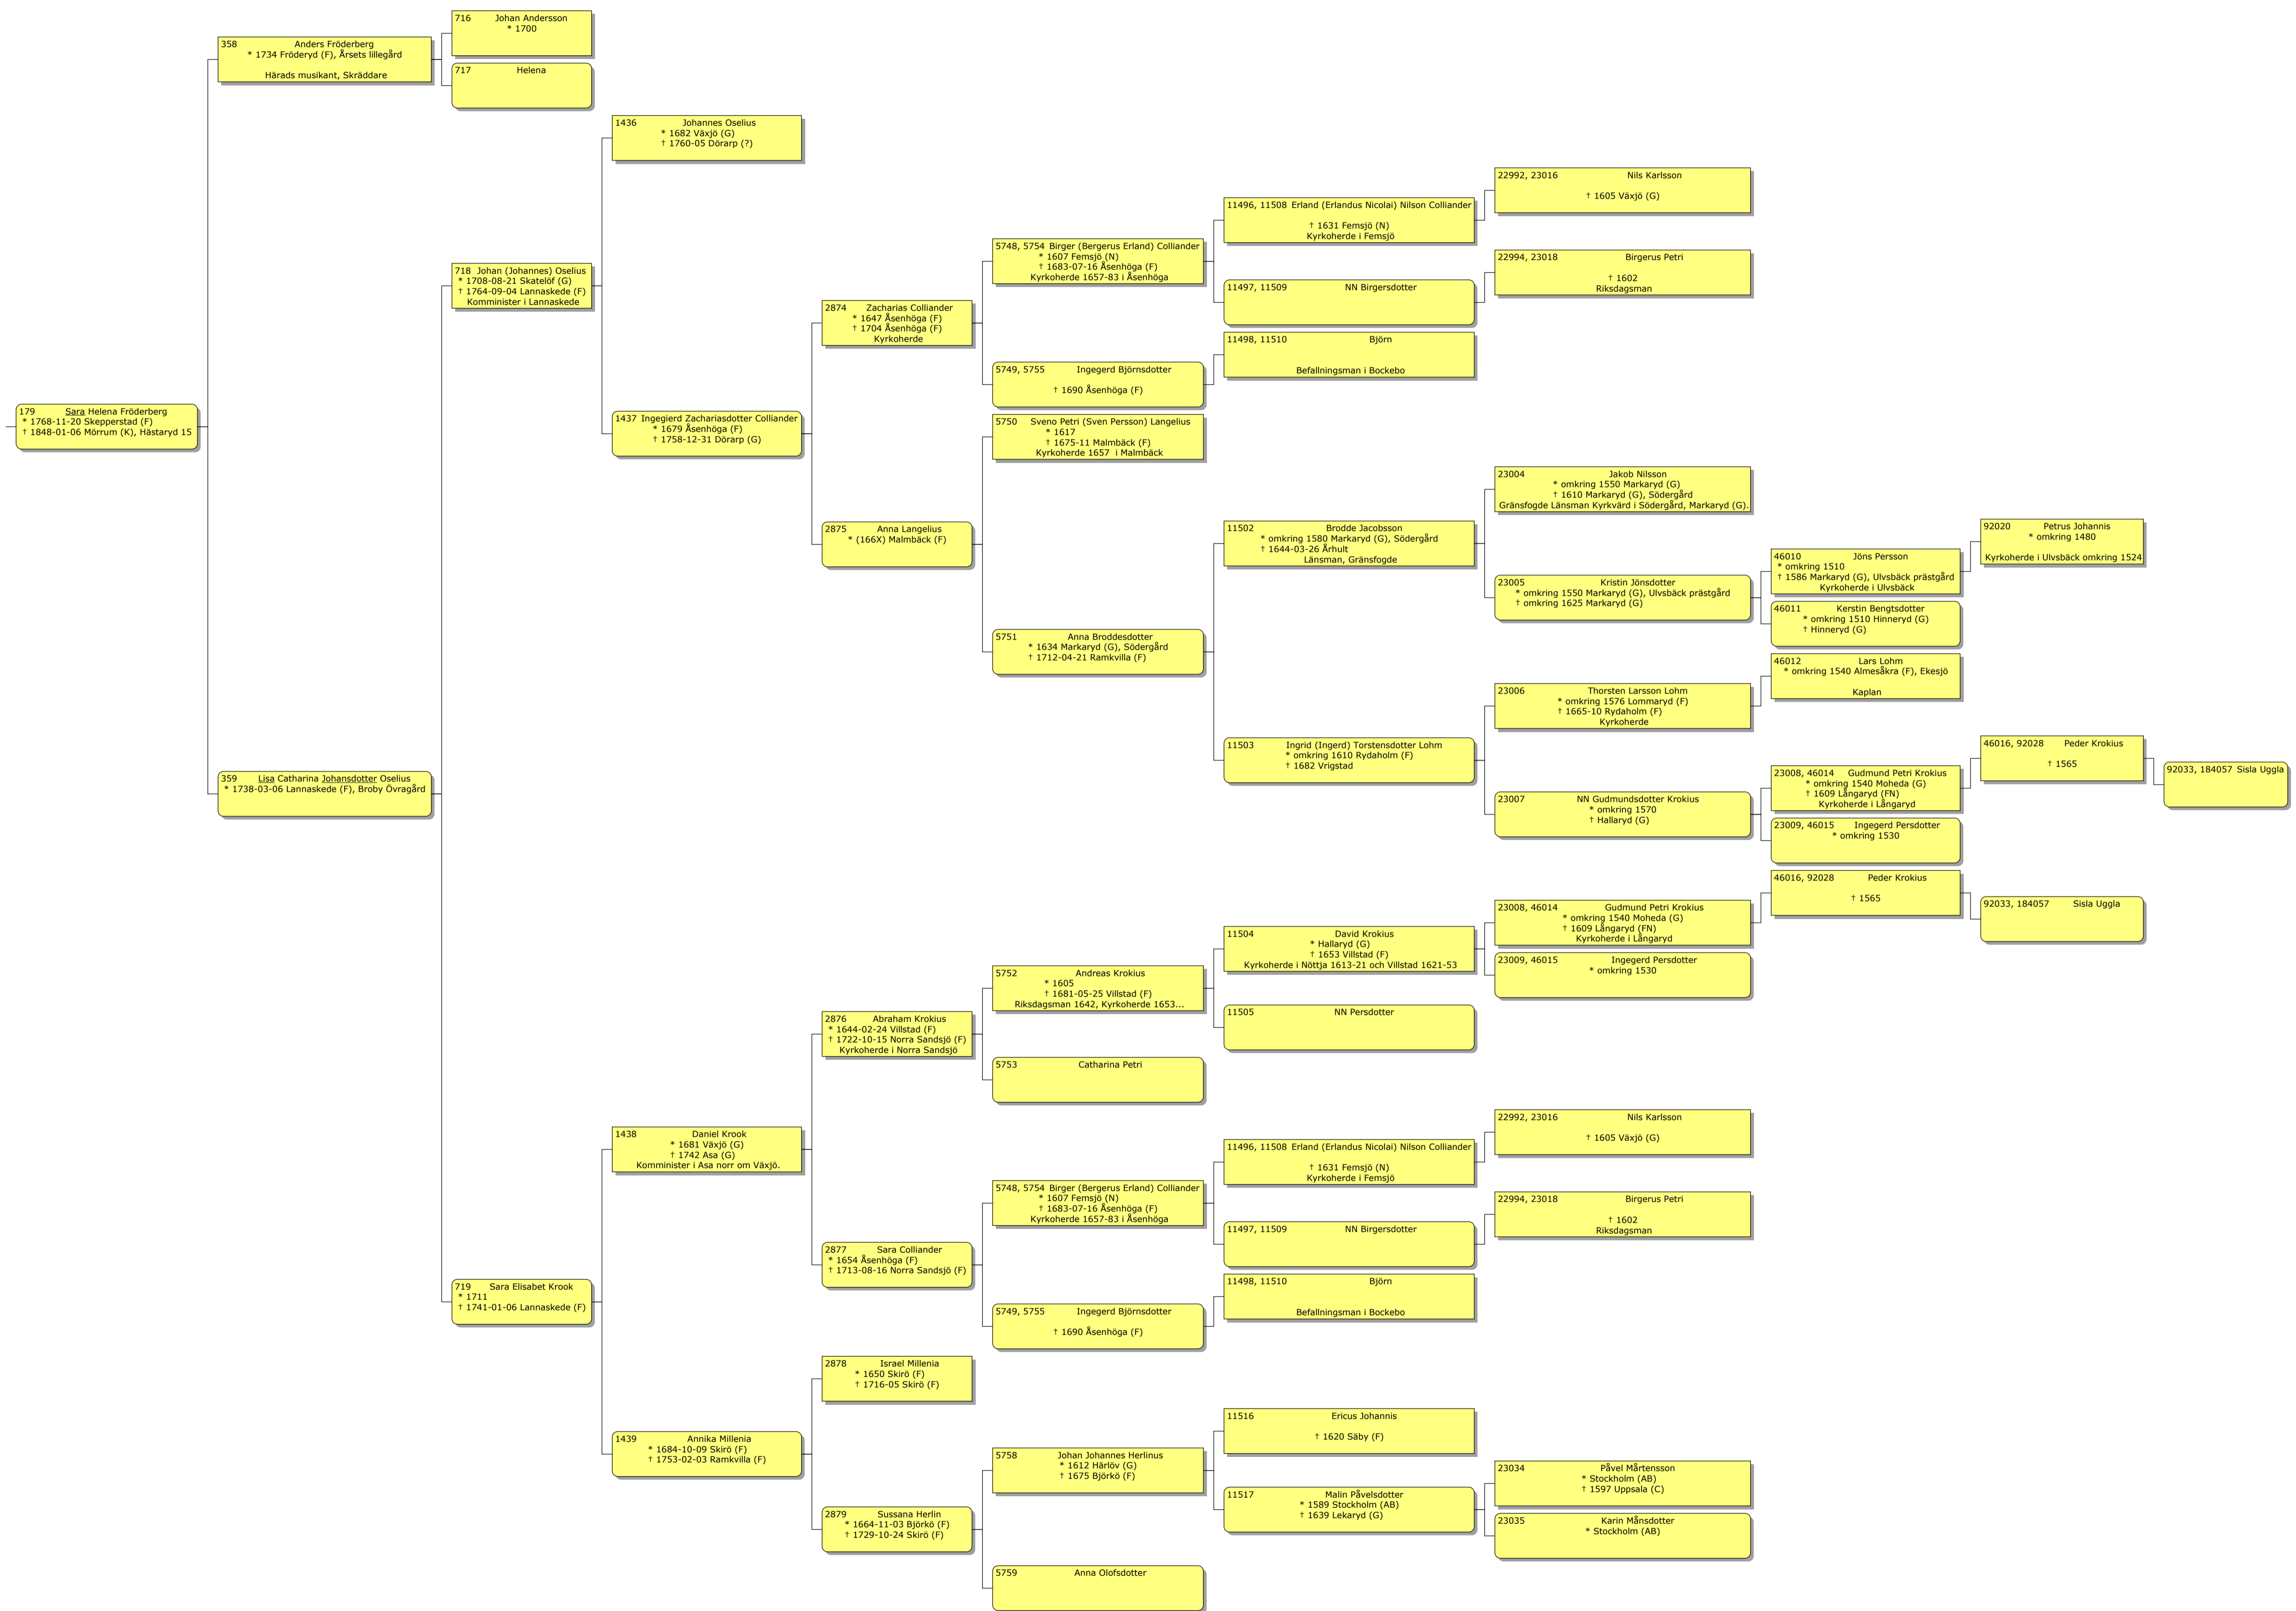 716 Johan Andersson
* 1700
358 Anders Fröderberg
* 1734 Fröderyd (F), Årsets lillegård
Härads musikant, Skräddare
717 Helena
1436 Johannes Oselius
* 1682 Växjö (G)
† 1760-05 Dörarp (?)
22992, 23016 Nils Karlsson
† 1605 Växjö (G)
11496, 11508 Erland (Erlandus Nicolai) Nilson Colliander
† 1631 Femsjö (N)
Kyrkoherde i Femsjö
5748, 5754 Birger (Bergerus Erland) Colliander
* 1607 Femsjö (N)
† 1683-07-16 Åsenhöga (F)
Kyrkoherde 1657-83 i Åsenhöga
22994, 23018 Birgerus Petri
† 1602
Riksdagsman
718 Johan (Johannes) Oselius
* 1708-08-21 Skatelöf (G)
† 1764-09-04 Lannaskede (F)
Komminister i Lannaskede
11497, 11509 NN Birgersdotter
2874 Zacharias Colliander
* 1647 Åsenhöga (F)
† 1704 Åsenhöga (F)
Kyrkoherde
11498, 11510 Björn
Befallningsman i Bockebo
5749, 5755 Ingegerd Björnsdotter
† 1690 Åsenhöga (F)
179 Sara Helena Fröderberg
* 1768-11-20 Skepperstad (F)
† 1848-01-06 Mörrum (K), Hästaryd 15
1437 Ingegierd Zachariasdotter Colliander
* 1679 Åsenhöga (F)
† 1758-12-31 Dörarp (G)
5750 Sveno Petri (Sven Persson) Langelius
* 1617
† 1675-11 Malmbäck (F)
Kyrkoherde 1657 i Malmbäck
23004 Jakob Nilsson
* omkring 1550 Markaryd (G)
† 1610 Markaryd (G), Södergård
Gränsfogde Länsman Kyrkvärd i Södergård, Markaryd (G).
2875 Anna Langelius
* (166X) Malmbäck (F)
11502 Brodde Jacobsson
* omkring 1580 Markaryd (G), Södergård
† 1644-03-26 Århult
Länsman, Gränsfogde
92020 Petrus Johannis
* omkring 1480
Kyrkoherde i Ulvsbäck omkring 1524
46010 Jöns Persson
* omkring 1510
† 1586 Markaryd (G), Ulvsbäck prästgård
Kyrkoherde i Ulvsbäck
23005 Kristin Jönsdotter
* omkring 1550 Markaryd (G), Ulvsbäck prästgård
† omkring 1625 Markaryd (G)
46011 Kerstin Bengtsdotter
* omkring 1510 Hinneryd (G)
† Hinneryd (G)
5751 Anna Broddesdotter
* 1634 Markaryd (G), Södergård
† 1712-04-21 Ramkvilla (F)
46012 Lars Lohm
* omkring 1540 Almesåkra (F), Ekesjö
Kaplan
23006 Thorsten Larsson Lohm
* omkring 1576 Lommaryd (F)
† 1665-10 Rydaholm (F)
Kyrkoherde
11503 Ingrid (Ingerd) Torstensdotter Lohm
* omkring 1610 Rydaholm (F)
† 1682 Vrigstad
46016, 92028 Peder Krokius
† 1565
92033, 184057 Sisla Uggla
359 Lisa Catharina Johansdotter Oselius
* 1738-03-06 Lannaskede (F), Broby Övragård
23008, 46014 Gudmund Petri Krokius
* omkring 1540 Moheda (G)
† 1609 Långaryd (FN)
Kyrkoherde i Långaryd
23007 NN Gudmundsdotter Krokius
* omkring 1570
† Hallaryd (G)
23009, 46015 Ingegerd Persdotter
* omkring 1530
46016, 92028 Peder Krokius
† 1565
92033, 184057 Sisla Uggla
23008, 46014 Gudmund Petri Krokius
* omkring 1540 Moheda (G)
† 1609 Långaryd (FN)
Kyrkoherde i Långaryd
11504 David Krokius
* Hallaryd (G)
† 1653 Villstad (F)
Kyrkoherde i Nöttja 1613-21 och Villstad 1621-53
23009, 46015 Ingegerd Persdotter
* omkring 1530
5752 Andreas Krokius
* 1605
† 1681-05-25 Villstad (F)
Riksdagsman 1642, Kyrkoherde 1653...
11505 NN Persdotter
2876 Abraham Krokius
* 1644-02-24 Villstad (F)
† 1722-10-15 Norra Sandsjö (F)
Kyrkoherde i Norra Sandsjö
5753 Catharina Petri
22992, 23016 Nils Karlsson
† 1605 Växjö (G)
1438 Daniel Krook
* 1681 Växjö (G)
† 1742 Asa (G)
Komminister i Asa norr om Växjö.
11496, 11508 Erland (Erlandus Nicolai) Nilson Colliander
† 1631 Femsjö (N)
Kyrkoherde i Femsjö
5748, 5754 Birger (Bergerus Erland) Colliander
* 1607 Femsjö (N)
† 1683-07-16 Åsenhöga (F)
Kyrkoherde 1657-83 i Åsenhöga
22994, 23018 Birgerus Petri
† 1602
Riksdagsman
11497, 11509 NN Birgersdotter
2877 Sara Colliander
* 1654 Åsenhöga (F)
† 1713-08-16 Norra Sandsjö (F)
11498, 11510 Björn
Befallningsman i Bockebo
719 Sara Elisabet Krook
* 1711
† 1741-01-06 Lannaskede (F)
5749, 5755 Ingegerd Björnsdotter
† 1690 Åsenhöga (F)
2878 Israel Millenia
* 1650 Skirö (F)
† 1716-05 Skirö (F)
11516 Ericus Johannis
† 1620 Säby (F)
1439 Annika Millenia
* 1684-10-09 Skirö (F)
† 1753-02-03 Ramkvilla (F)
5758 Johan Johannes Herlinus
* 1612 Härlöv (G)
† 1675 Björkö (F)
23034 Påvel Mårtensson
* Stockholm (AB)
† 1597 Uppsala (C)
11517 Malin Påvelsdotter
* 1589 Stockholm (AB)
† 1639 Lekaryd (G)
2879 Sussana Herlin
* 1664-11-03 Björkö (F)
† 1729-10-24 Skirö (F)
23035 Karin Månsdotter
* Stockholm (AB)
5759 Anna Olofsdotter